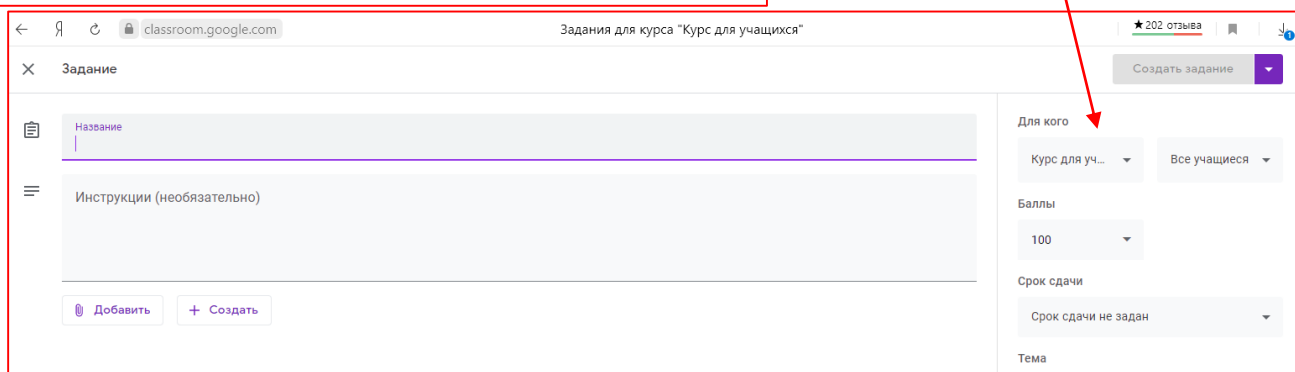 Я classroom.google.com Задания для курса "Курс для учащихся" ★202 отзыва 1
Задание Создать задание
Название
Инструкции (необязательно)
Добавить + Создать
Для кого
Курс для уч... Все учащиеся
Баллы
100
Срок сдачи
Срок сдачи не задан
Тема